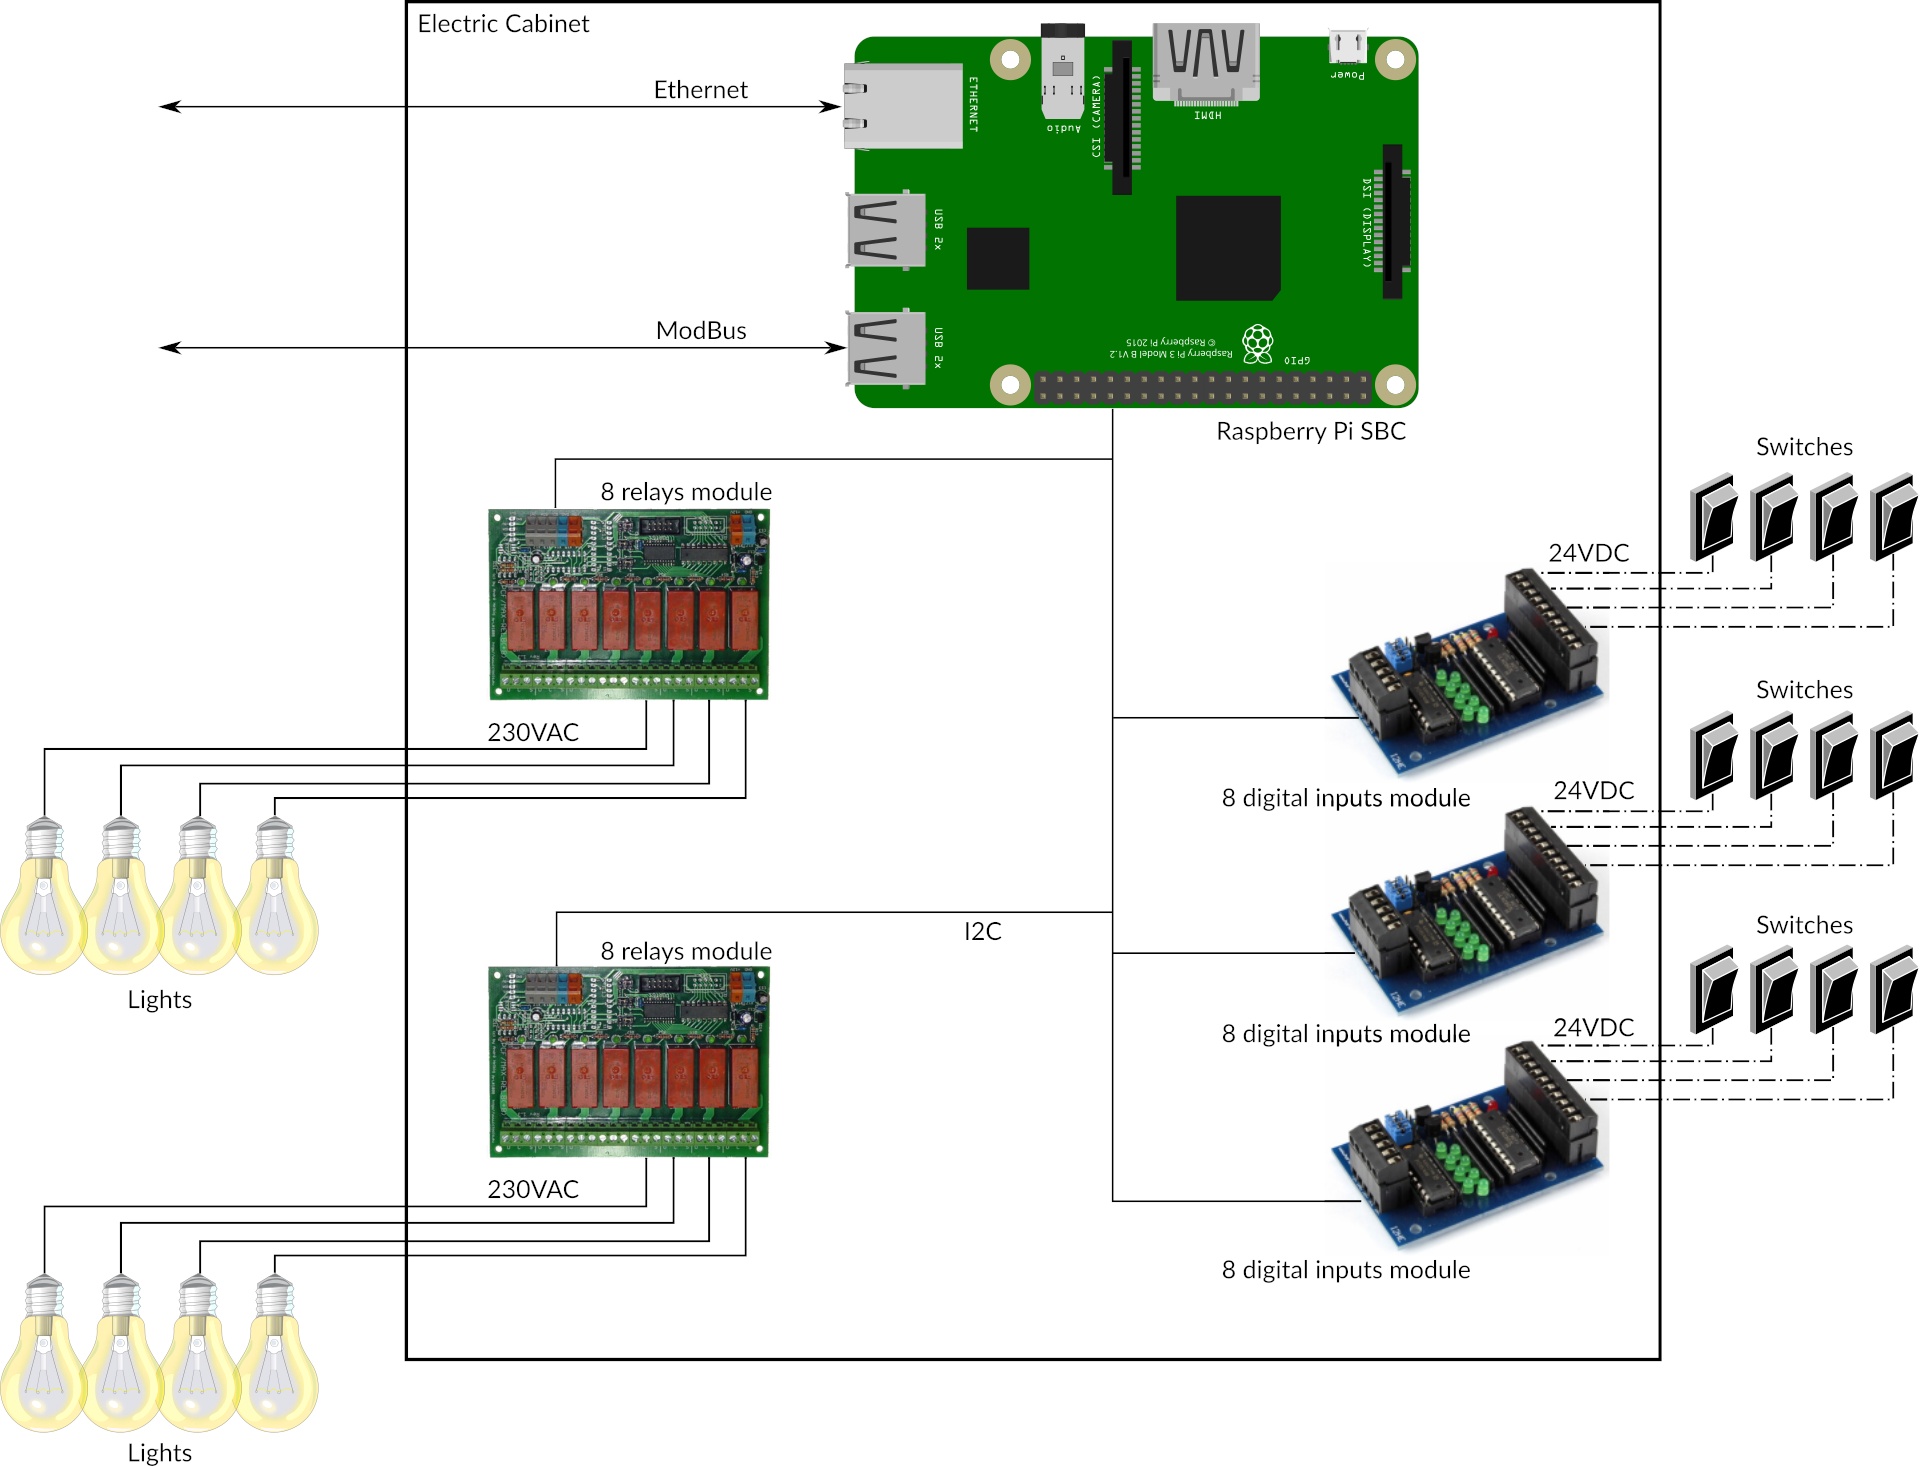 Electric Cabinet
Ethernet
ETHERNET
Audio
CSI (CAMERA)
HDMI
Power
USB 2x
DSI (DISPLAY)
ModBus
USB 2x
Raspberry Pi 3 Model B V1.2
© Raspberry Pi 2015
GPIO
Raspberry Pi SBC
Switches
8 relays module
24VDC
230VAC
Switches
8 digital inputs module
24VDC
Lights
I2C
8 relays module
Switches
8 digital inputs module
24VDC
230VAC
8 digital inputs module
Lights